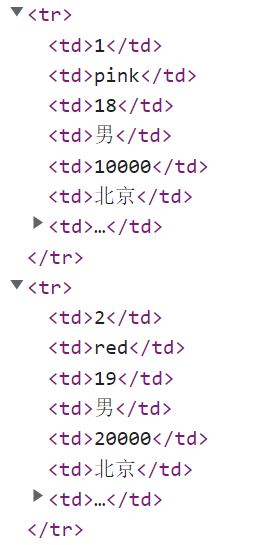 <tr>
<td>1</td>
<td>pink</td>
<td>18</td>
<td>男</td>
<td>10000</td>
<td>北京</td>
<td>…</td>
</tr>
<tr>
<td>2</td>
<td>red</td>
<td>19</td>
<td>男</td>
<td>20000</td>
<td>北京</td>
<td>…</td>
</tr>